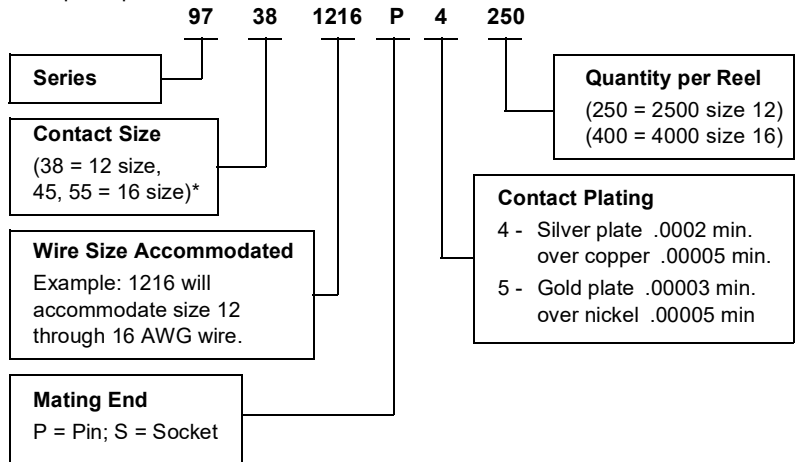 97 38 1216 P 4 250
Series
Contact Size
(38 = 12 size,
45, 55 = 16 size)*
Wire Size Accommodated
Example: 1216 will
accommodate size 12
through 16 AWG wire.
Mating End
P = Pin; S = Socket
Quantity per Reel
(250 = 2500 size 12)
(400 = 4000 size 16)
Contact Plating
4 - Silver plate .0002 min.
over copper .00005 min.
5 - Gold plate .00003 min.
over nickel .00005 min